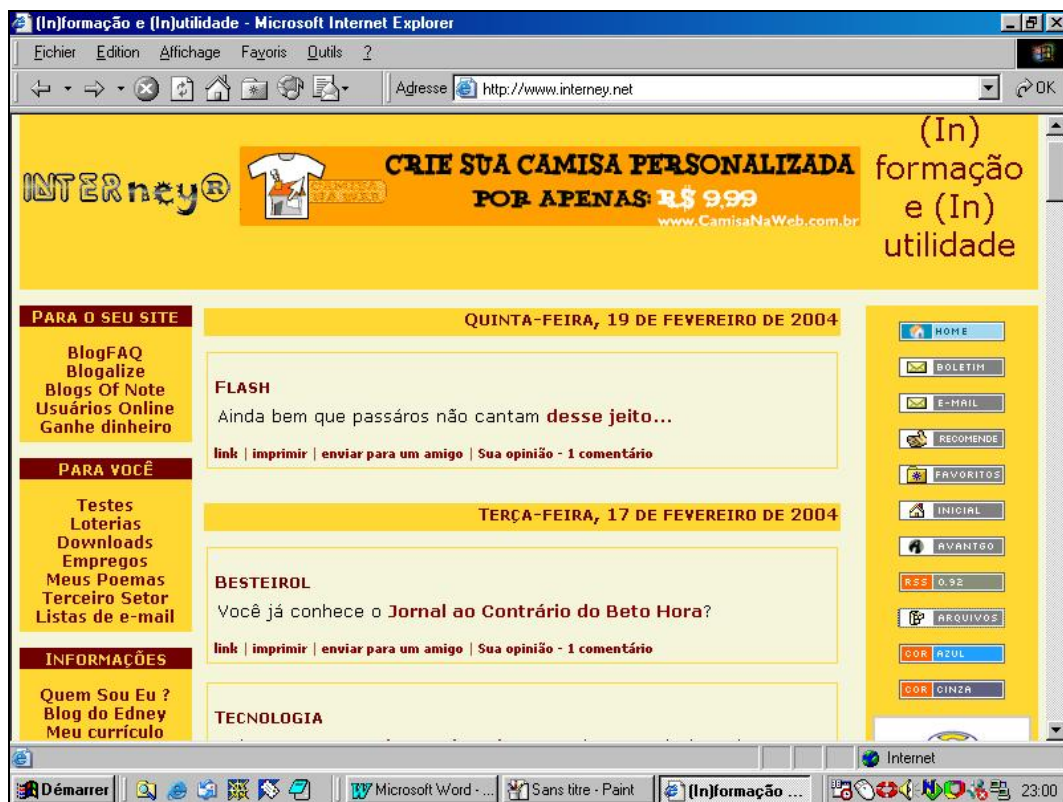 (In)formação e (In)utilidade - Microsoft Internet Explorer
Fichier Edition Affichage Favoris Outils ?
Adresse http://www.interney.net OK
INTERney®
CRIE SUA CAMISA PERSONALIZADA
POR APENAS: R$ 9,99
CAMISA
NA WEB
www.CamisaNaWeb.com.br
(In)
formação
e (In)
utilidade
PARA O SEU SITE
BlogFAQ
Blogalize
Blogs Of Note
Usuários Online
Ganhe dinheiro
PARA VOCÊ
Testes
Loterias
Downloads
Empregos
Meus Poemas
Terceiro Setor
Listas de e-mail
INFORMAÇÕES
Quem Sou Eu ?
Blog do Edney
Meu currículo
QUINTA-FEIRA, 19 DE FEVEREIRO DE 2004
FLASH
Ainda bem que passáros não cantam desse jeito...
link | imprimir | enviar para um amigo | Sua opinião - 1 comentário
TERÇA-FEIRA, 17 DE FEVEREIRO DE 2004
BESTEIROL
Você já conhece o Jornal ao Contrário do Beto Hora?
link | imprimir | enviar para um amigo | Sua opinião - 1 comentário
TECNOLOGIA
HOME
BOLETIM
E-MAIL
RECOMENDE
FAVORITOS
INICIAL
AVANTGO
RSS 0.92
ARQUIVOS
COR AZUL
COR CINZA
Internet
Démarrer
Microsoft Word - ...
Sans titre - Paint
(In)formação ...
23:00